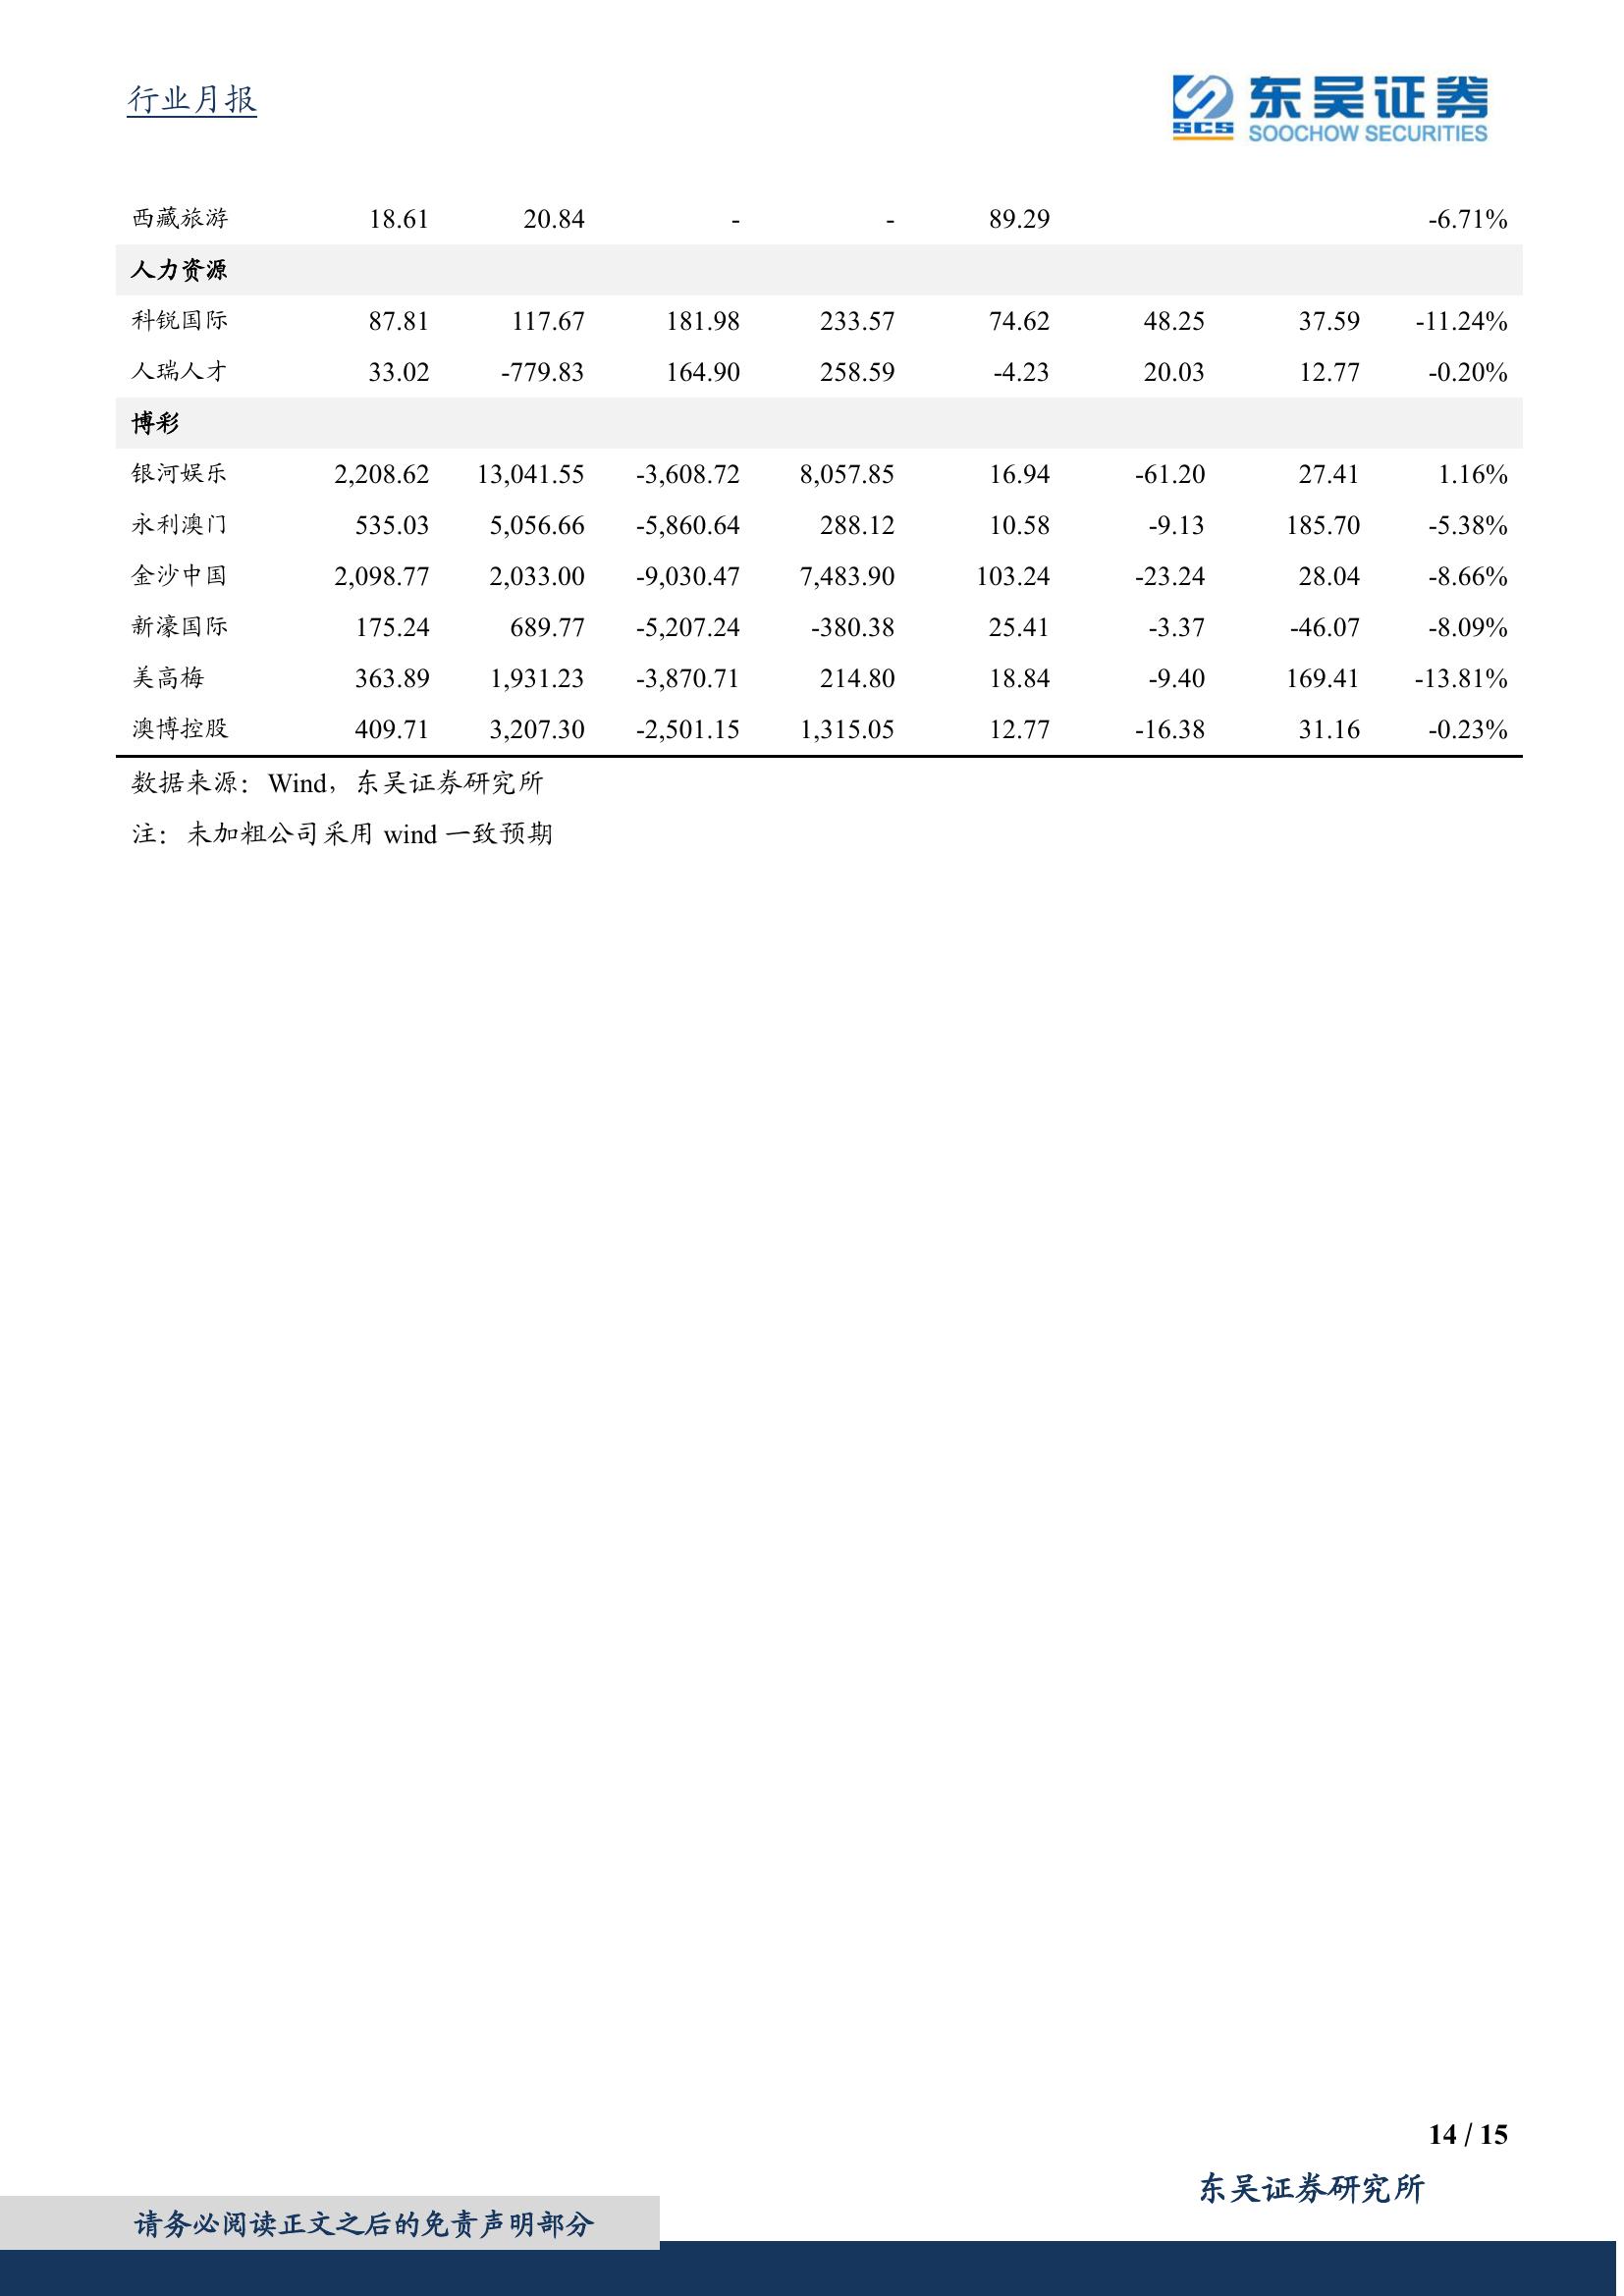 行业月报
SCS 东吴证券
SOOCHOW SECURITIES
西藏旅游 18.61 20.84 - - 89.29 -6.71%
人力资源
科锐国际 87.81 117.67 181.98 233.57 74.62 48.25 37.59 -11.24%
人瑞人才 33.02 -779.83 164.90 258.59 -4.23 20.03 12.77 -0.20%
博彩
银河娱乐 2,208.62 13,041.55 -3,608.72 8,057.85 16.94 -61.20 27.41 1.16%
永利澳门 535.03 5,056.66 -5,860.64 288.12 10.58 -9.13 185.70 -5.38%
金沙中国 2,098.77 2,033.00 -9,030.47 7,483.90 103.24 -23.24 28.04 -8.66%
新濠国际 175.24 689.77 -5,207.24 -380.38 25.41 -3.37 -46.07 -8.09%
美高梅 363.89 1,931.23 -3,870.71 214.80 18.84 -9.40 169.41 -13.81%
澳博控股 409.71 3,207.30 -2,501.15 1,315.05 12.77 -16.38 31.16 -0.23%
数据来源：Wind，东吴证券研究所
注：未加粗公司采用 wind 一致预期
14 / 15
东吴证券研究所
请务必阅读正文之后的免责声明部分